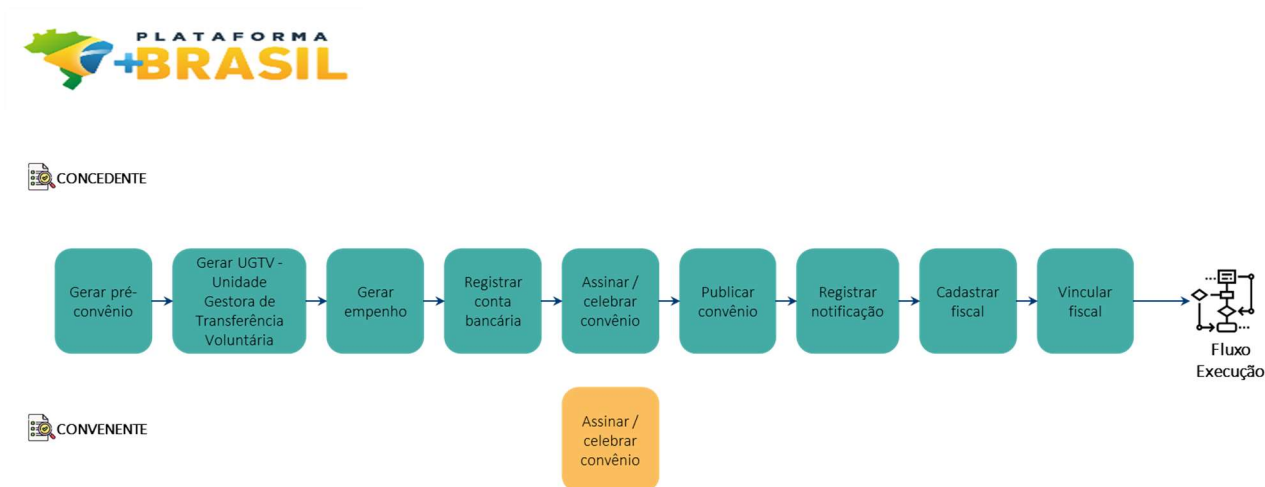 PLATAFORMA
+BRASIL
CONCEDENTE
Gerar pré-
convênio
Gerar UGTV -
Unidade
Gestora de
Transferência
Voluntária
Gerar
empenho
Registrar
conta
bancária
Assinar /
celebrar
convênio
Publicar
convênio
Registrar
notificação
Cadastrar
fiscal
Vincular
fiscal
Fluxo
Execução
CONVENENTE
Assinar /
celebrar
convênio